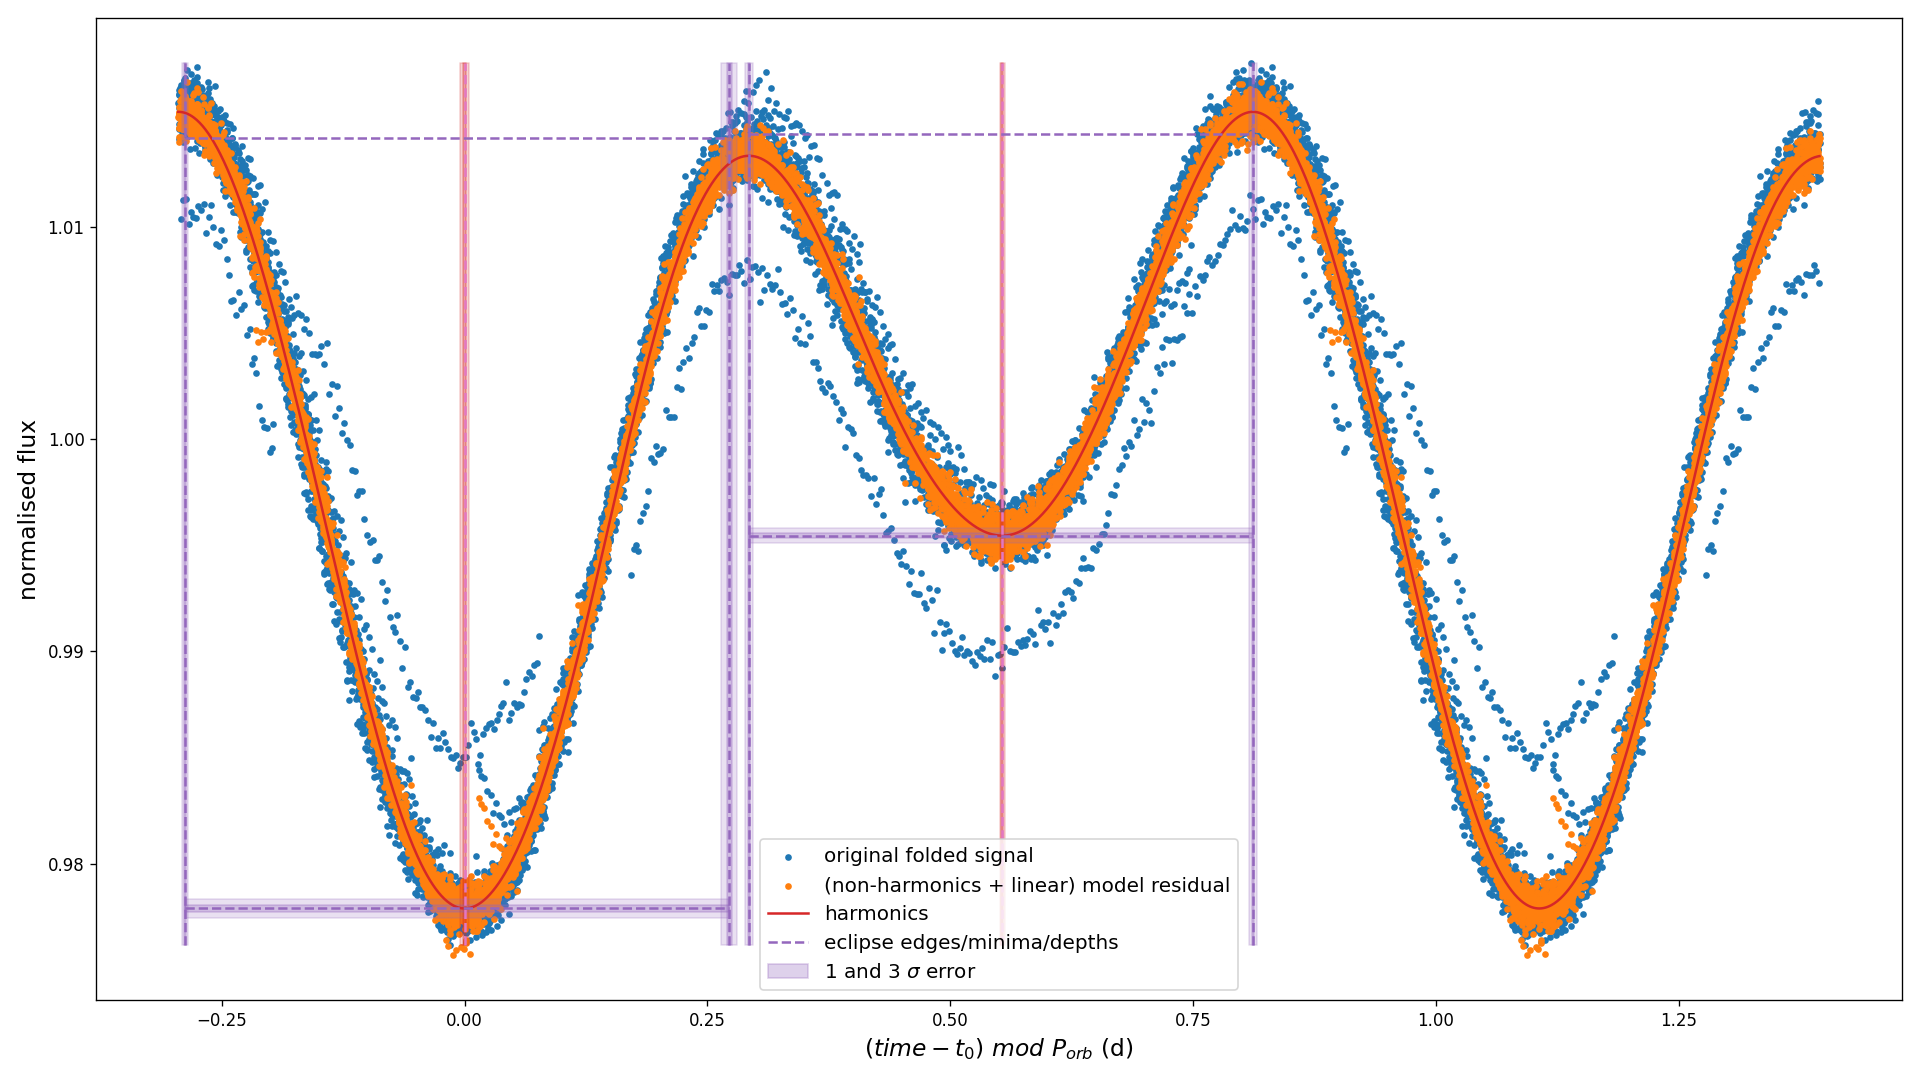 normalised flux
1.01
1.00
0.99
0.98
original folded signal
(non-harmonics + linear) model residual
harmonics
eclipse edges/minima/depths
1 and 3 σ error
−0.25 0.00 0.25 0.50 0.75 1.00 1.25
(time − t₀) mod Pₒᵣb (d)